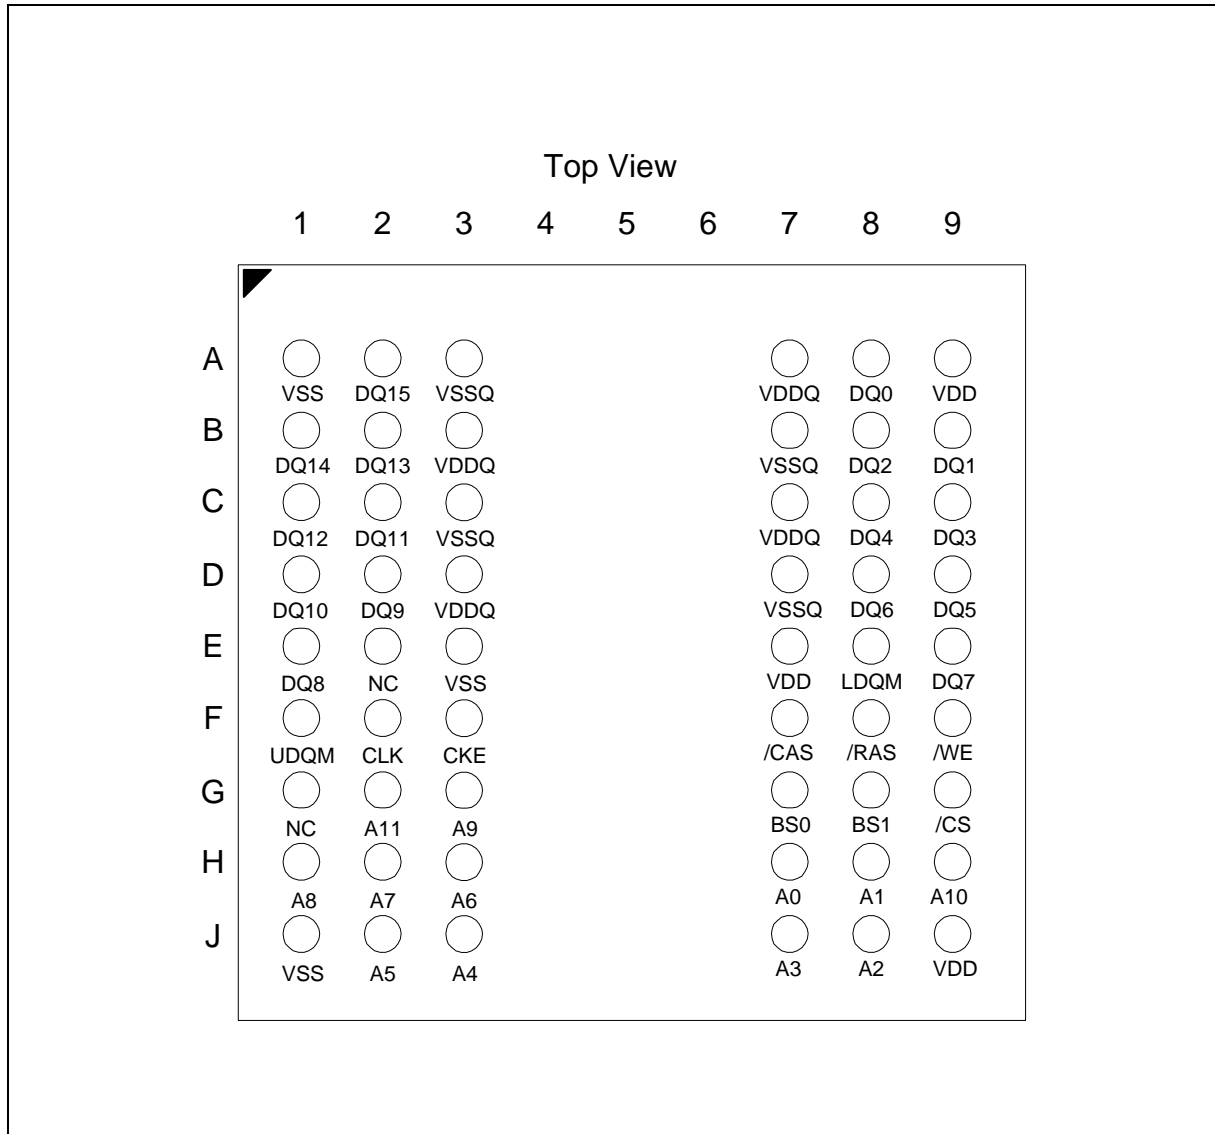 Top View
1 2 3 4 5 6 7 8 9
A
VSS DQ15 VSSQ VDDQ DQ0 VDD
B
DQ14 DQ13 VDDQ VSSQ DQ2 DQ1
C
DQ12 DQ11 VSSQ VDDQ DQ4 DQ3
D
DQ10 DQ9 VDDQ VSSQ DQ6 DQ5
E
DQ8 NC VSS VDD LDQM DQ7
F
UDQM CLK CKE /CAS /RAS /WE
G
NC A11 A9 BS0 BS1 /CS
H
A8 A7 A6 A0 A1 A10
J
VSS A5 A4 A3 A2 VDD